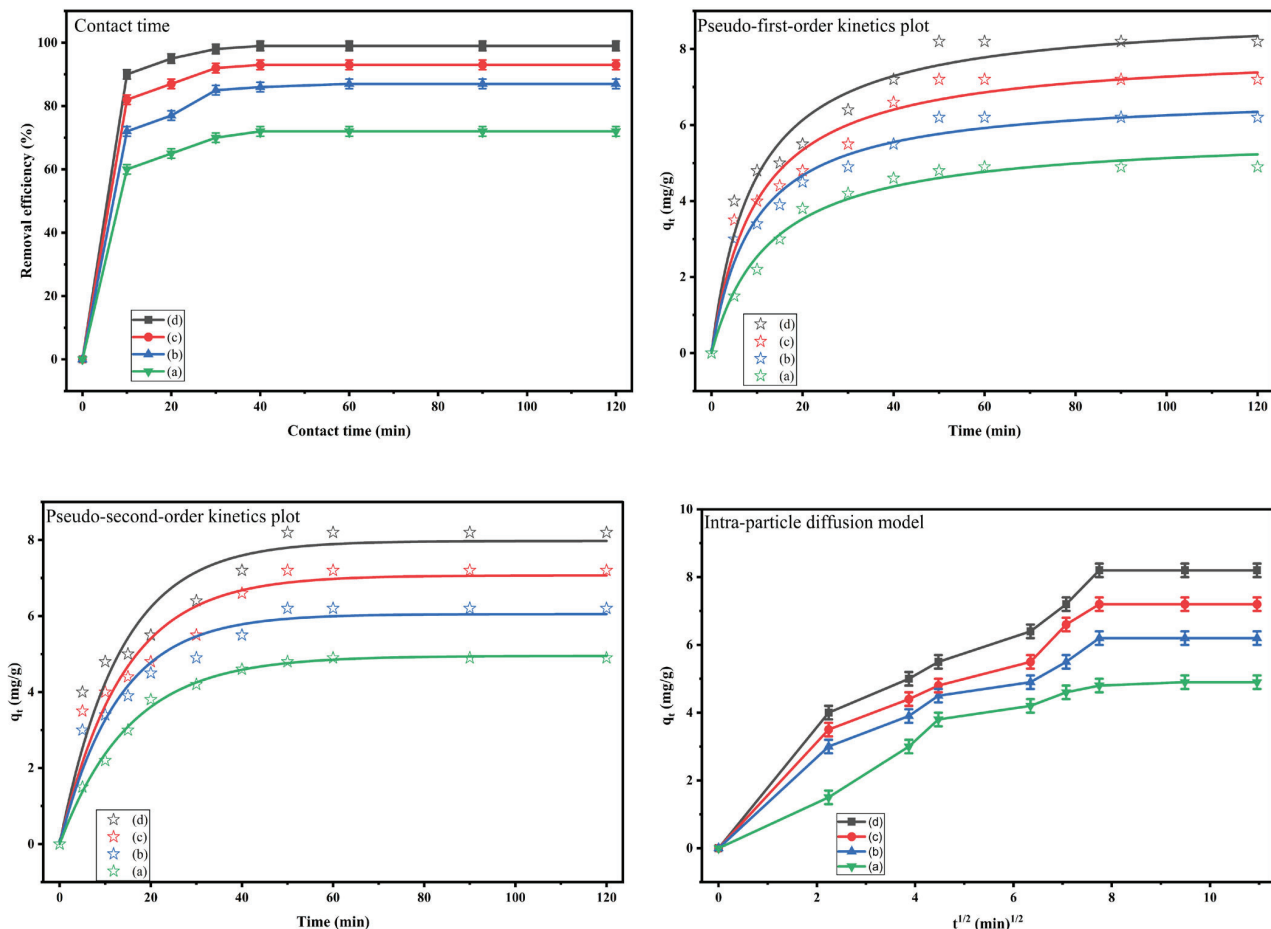 Contact time
Removal efficiency (%)
100
80
60
40
20
0
(d)
(c)
(b)
(a)
0 20 40 60 80 100 120
Contact time (min)
Pseudo-first-order kinetics plot
qt (mg/g)
8
6
4
2
0
(d)
(c)
(b)
(a)
0 20 40 60 80 100 120
Time (min)
Pseudo-second-order kinetics plot
qt (mg/g)
8
6
4
2
0
(d)
(c)
(b)
(a)
0 20 40 60 80 100 120
Time (min)
Intra-particle diffusion model
qt (mg/g)
10
8
6
4
2
0
(d)
(c)
(b)
(a)
0 2 4 6 8 10
t1/2 (min)1/2